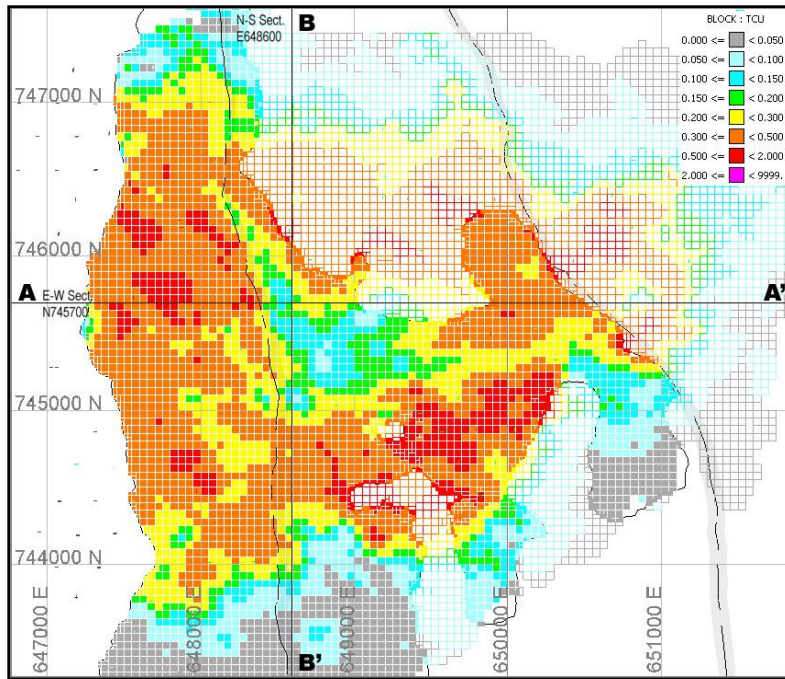 N-S Sect.
E648600
B
BLOCK : TCU
0.000 <= < 0.050
0.050 <= < 0.100
0.100 <= < 0.150
0.150 <= < 0.200
0.200 <= < 0.300
0.300 <= < 0.500
0.500 <= < 2.000
2.000 <= < 9999.
747000 N
746000 N
A
E-W Sect.
N745700
A'
745000 N
744000 N
647000 E
648000 E
649000 E
650000 E
651000 E
B'